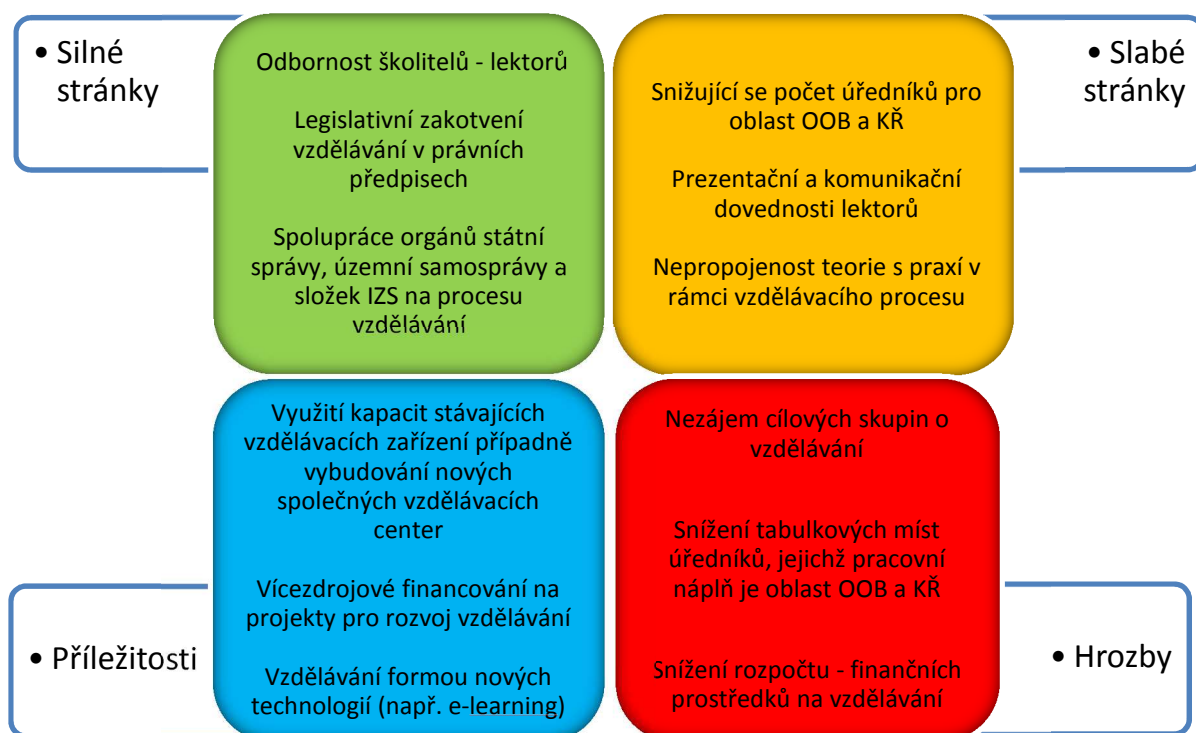 • Silné
stránky
Odbornost školitelů - lektorů
Legislativní zakotvení
vzdělávání v právních
předpisech
Spolupráce orgánů státní
správy, územní samosprávy a
složek IZS na procesu
vzdělávání
• Slabé
stránky
Snižující se počet úředníků pro
oblast OOB a KŘ
Prezentační a komunikační
dovednosti lektorů
Nepropojenost teorie s praxí v
rámci vzdělávacího procesu
• Příležitosti
Využití kapacit stávajících
vzdělávacích zařízení případně
vybudování nových
společných vzdělávacích
center
Vícezdrojové financování na
projekty pro rozvoj vzdělávání
Vzdělávání formou nových
technologií (např. e-learning)
• Hrozby
Nezájem cílových skupin o
vzdělávání
Snížení tabulkových míst
úředníků, jejichž pracovní
náplň je oblast OOB a KŘ
Snížení rozpočtu - finančních
prostředků na vzdělávání